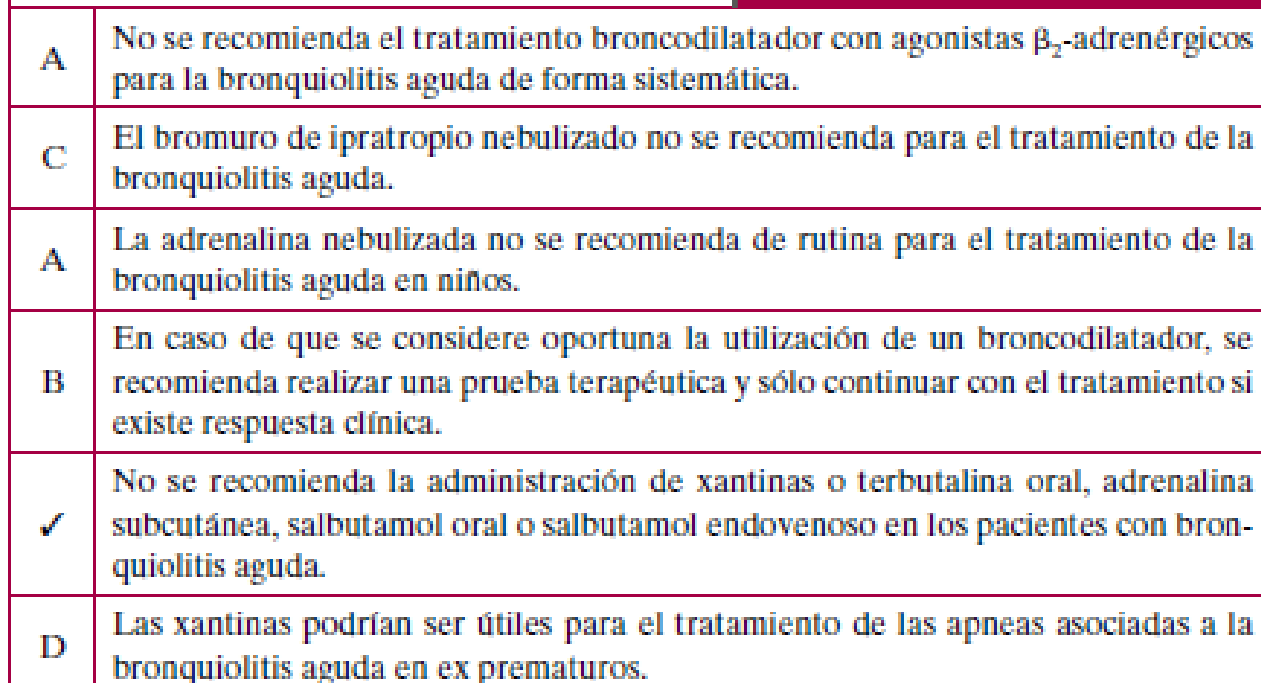 A
No se recomienda el tratamiento broncodilatador con agonistas β₂-adrenérgicos
para la bronquiolitis aguda de forma sistemática.
C
El bromuro de ipratropio nebulizado no se recomienda para el tratamiento de la
bronquiolitis aguda.
A
La adrenalina nebulizada no se recomienda de rutina para el tratamiento de la
bronquiolitis aguda en niños.
B
En caso de que se considere oportuna la utilización de un broncodilatador, se
recomienda realizar una prueba terapéutica y sólo continuar con el tratamiento si
existe respuesta clínica.
✓
No se recomienda la administración de xantinas o terbutalina oral, adrenalina
subcutánea, salbutamol oral o salbutamol endovenoso en los pacientes con bron-
quiolitis aguda.
D
Las xantinas podrían ser útiles para el tratamiento de las apneas asociadas a la
bronquiolitis aguda en ex prematuros.